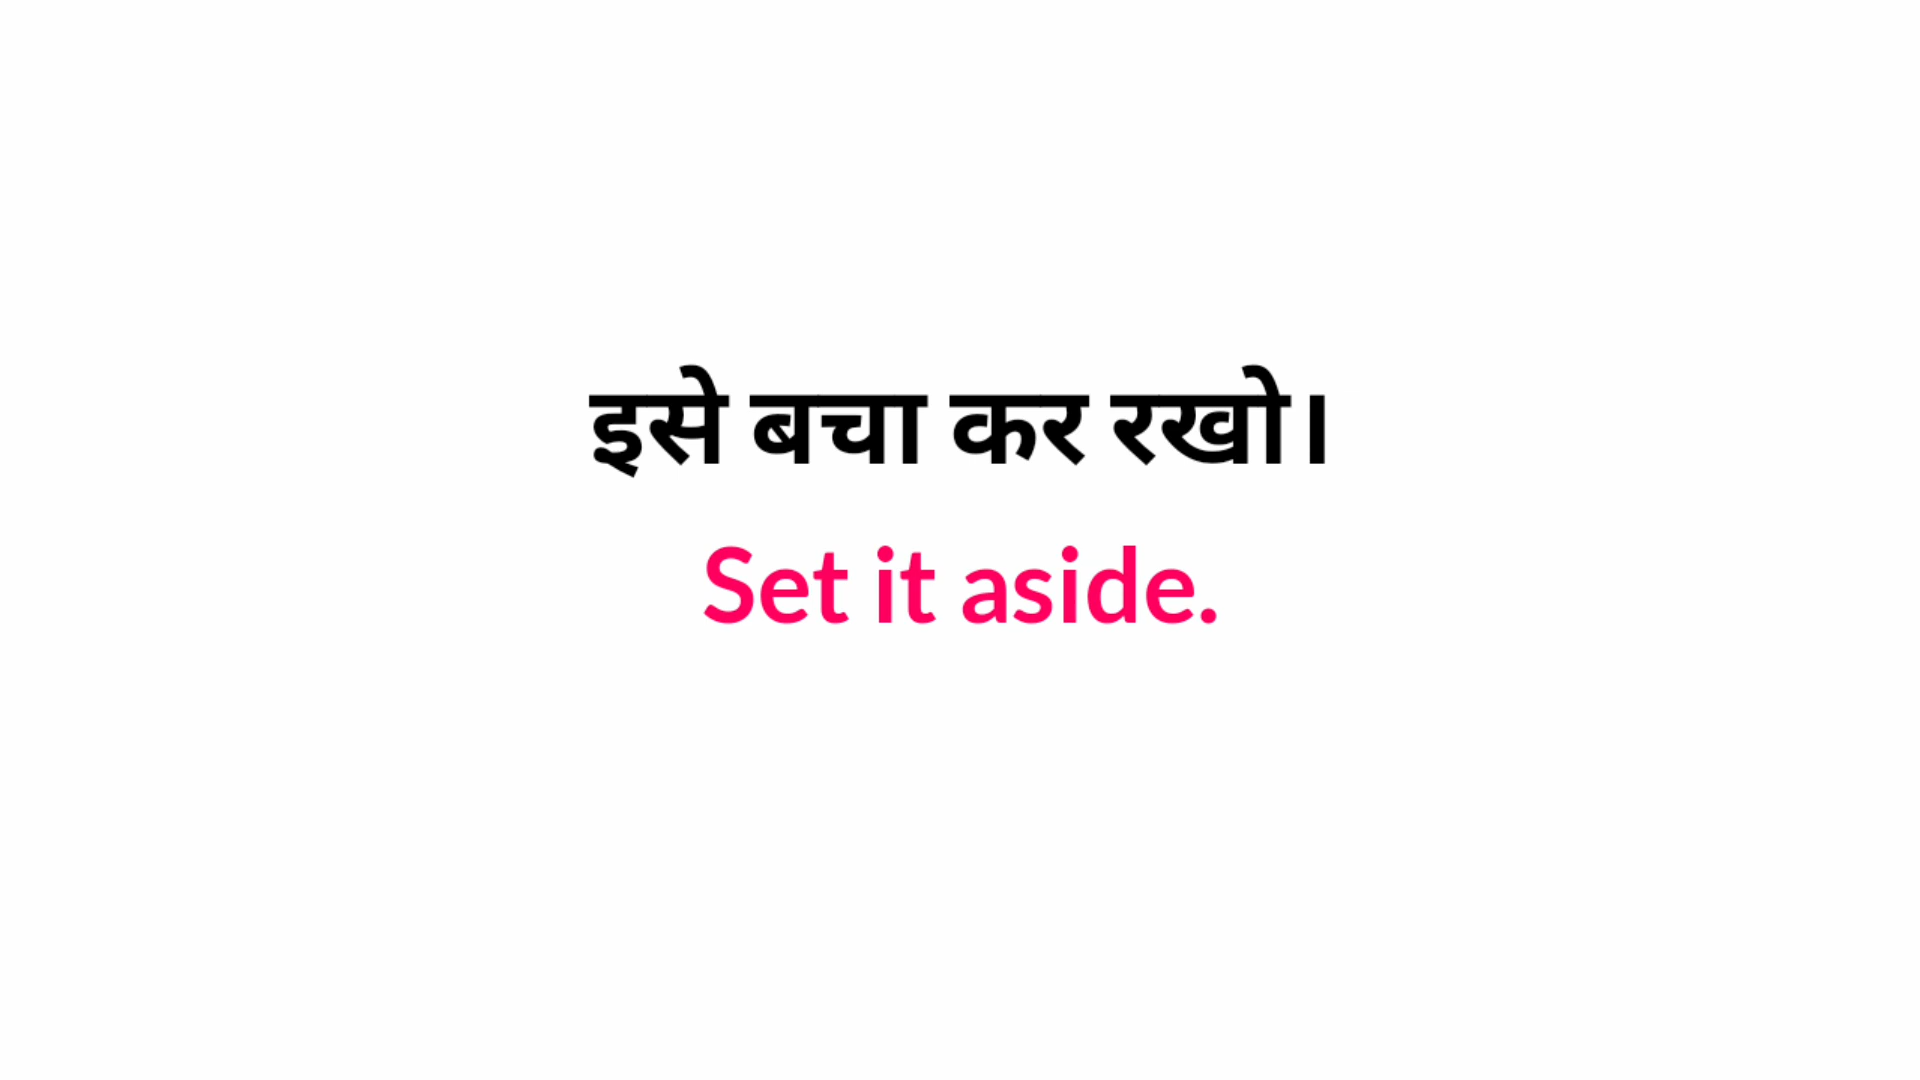 इसे बचा कर रखो।
Set it aside.